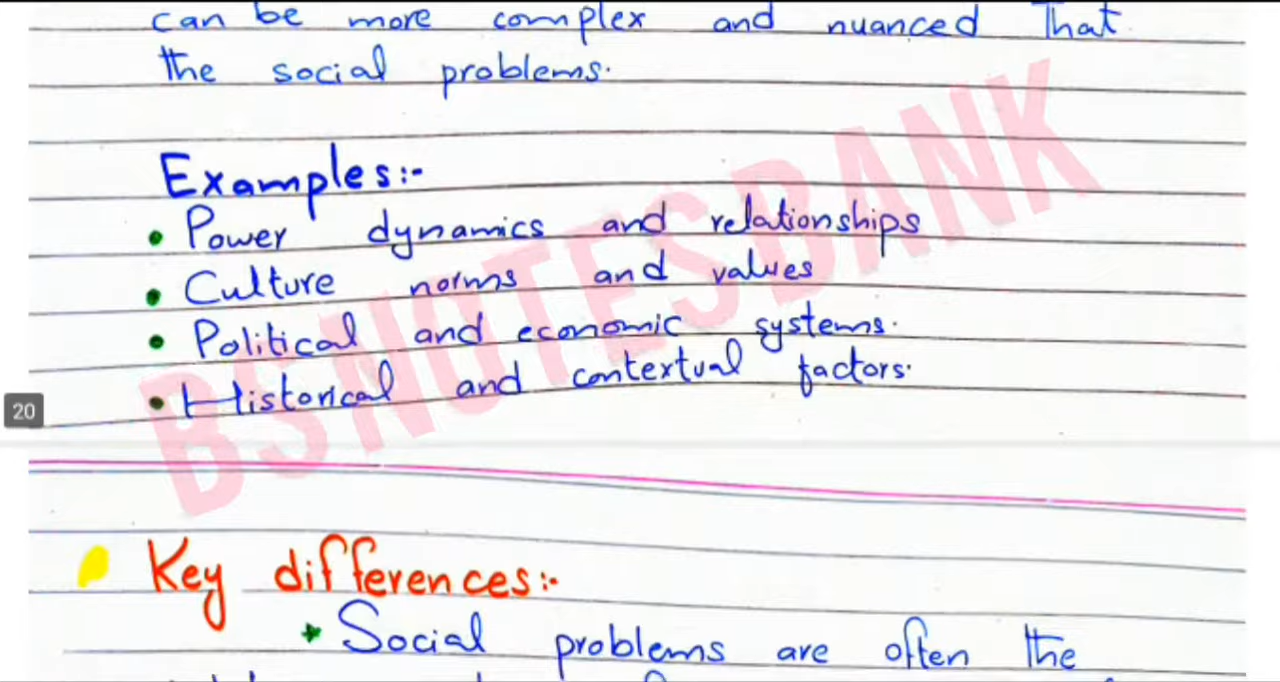 can be more complex and nuanced that
the social problems.
Examples:-
• Power dynamics and relationships
• Culture norms and values
• Political and economic systems.
• Historical and contextual factors.
20
BSNOTESBANK
Key differences:-
* Social problems are often the